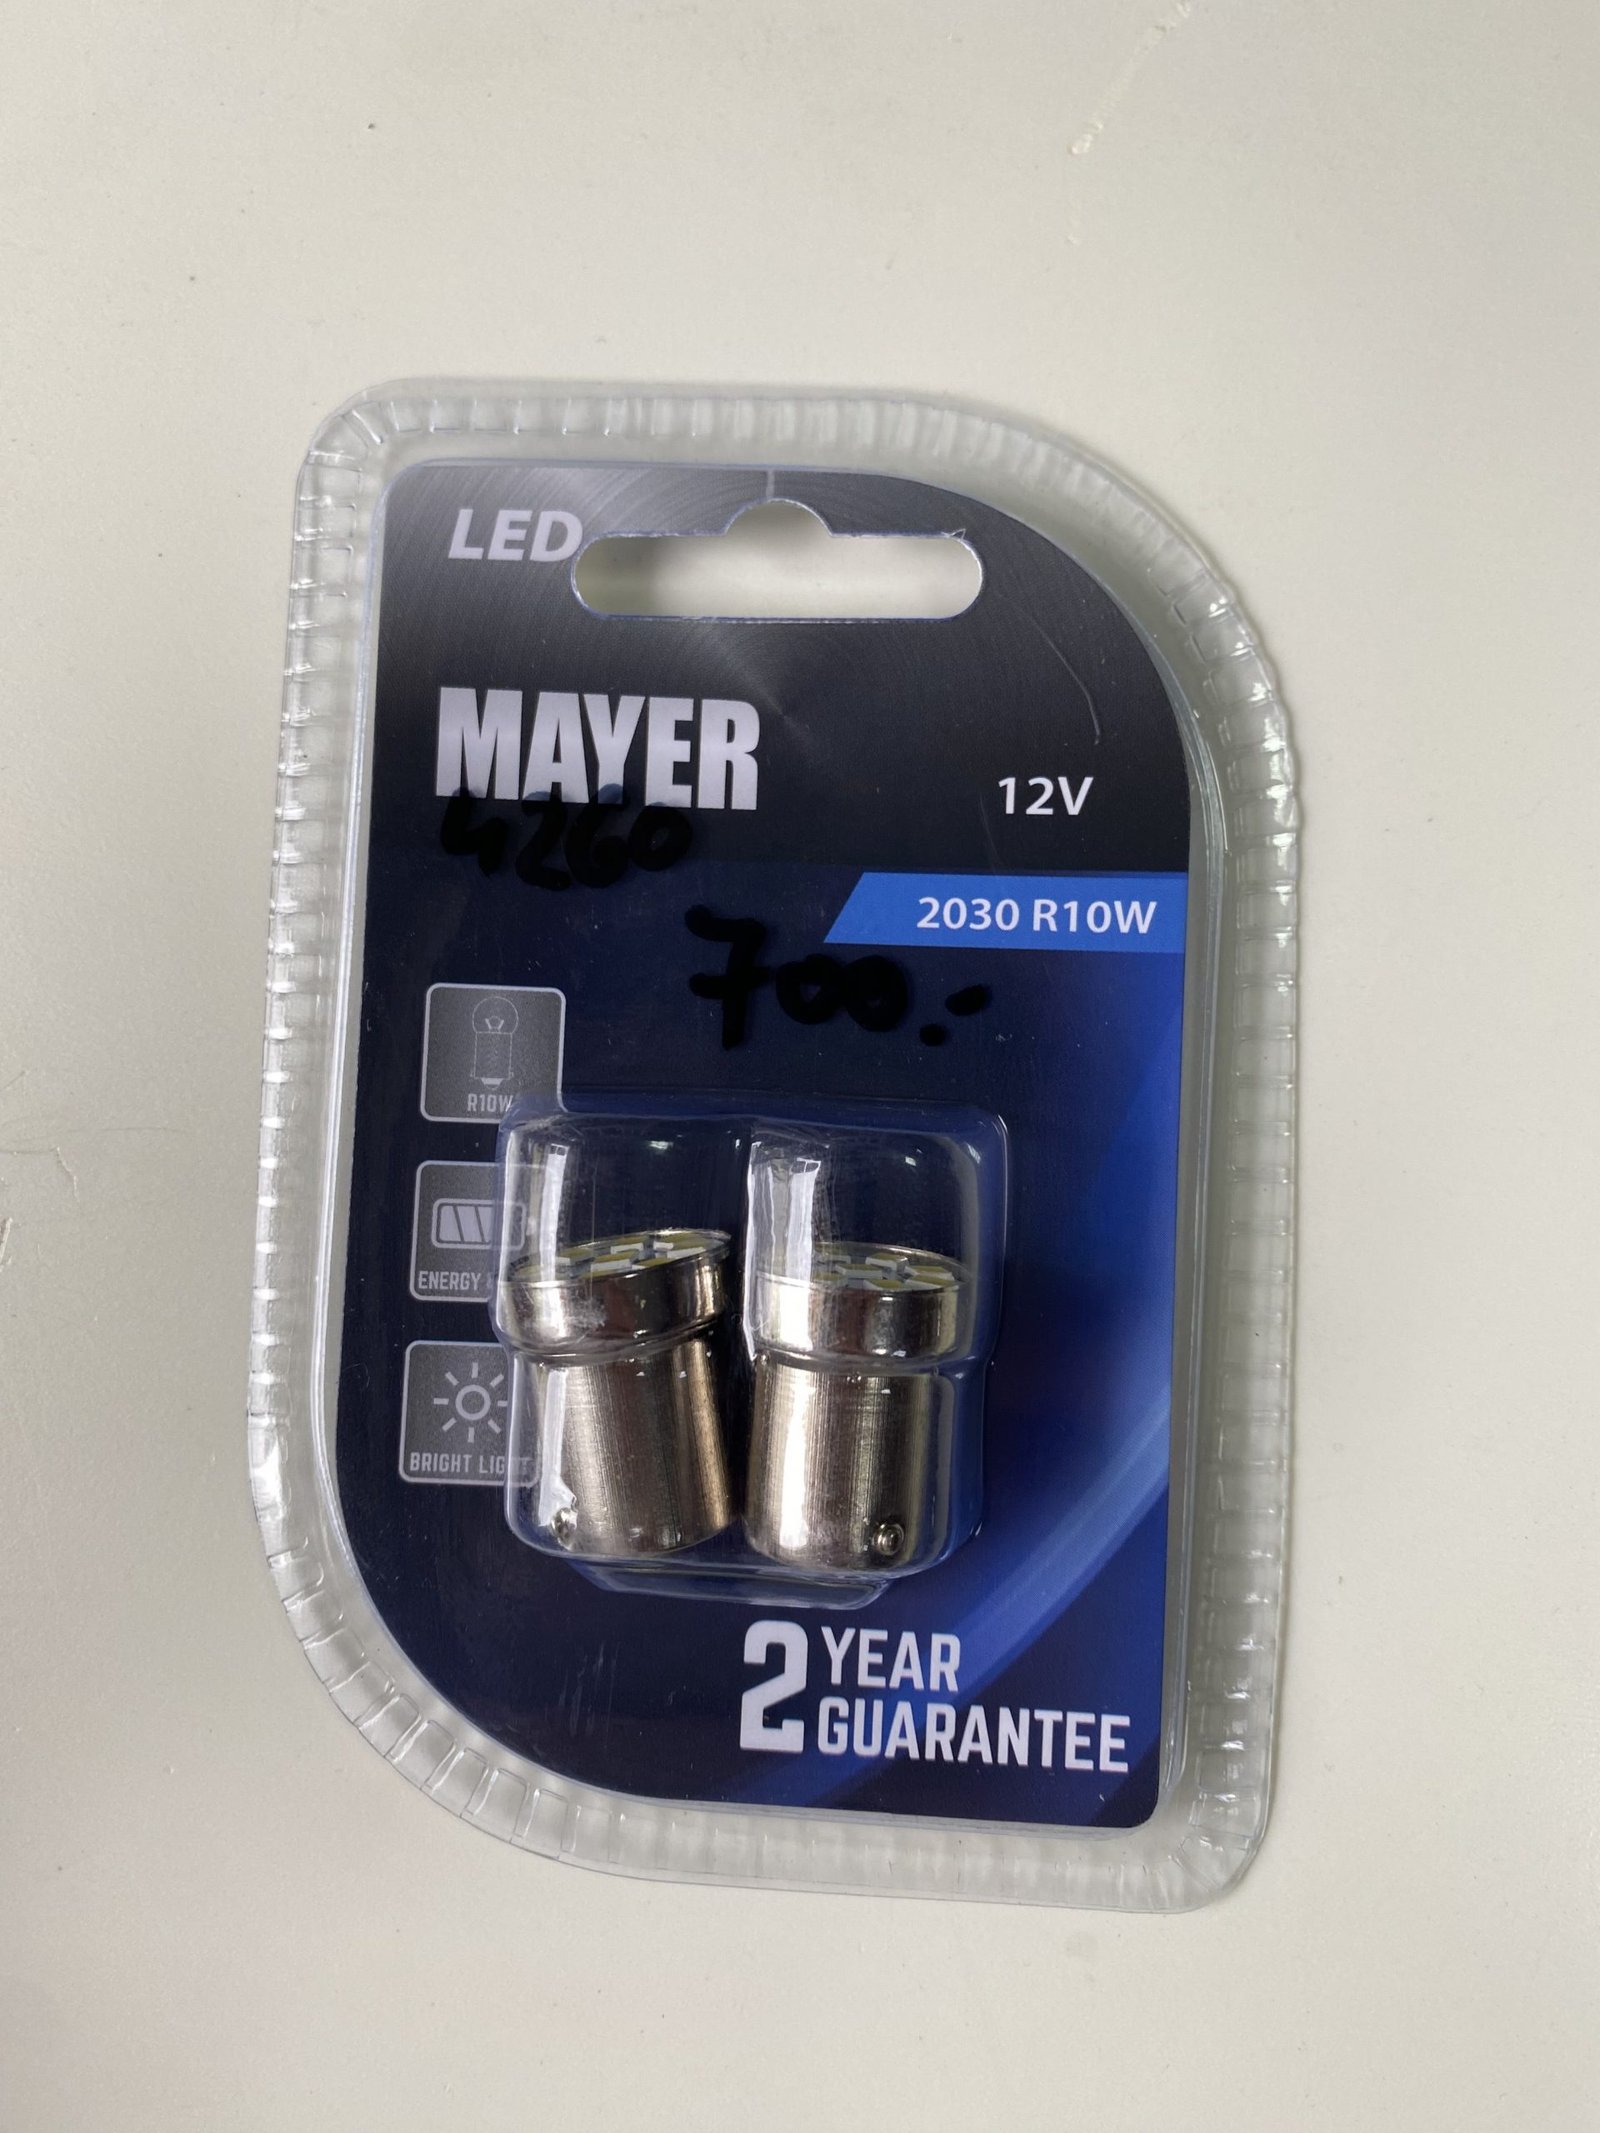 LED
MAYER
12V
4260
2030 R10W
700.-
R10W
ENERGY
BRIGHT LIGHT
2 YEAR
GUARANTEE